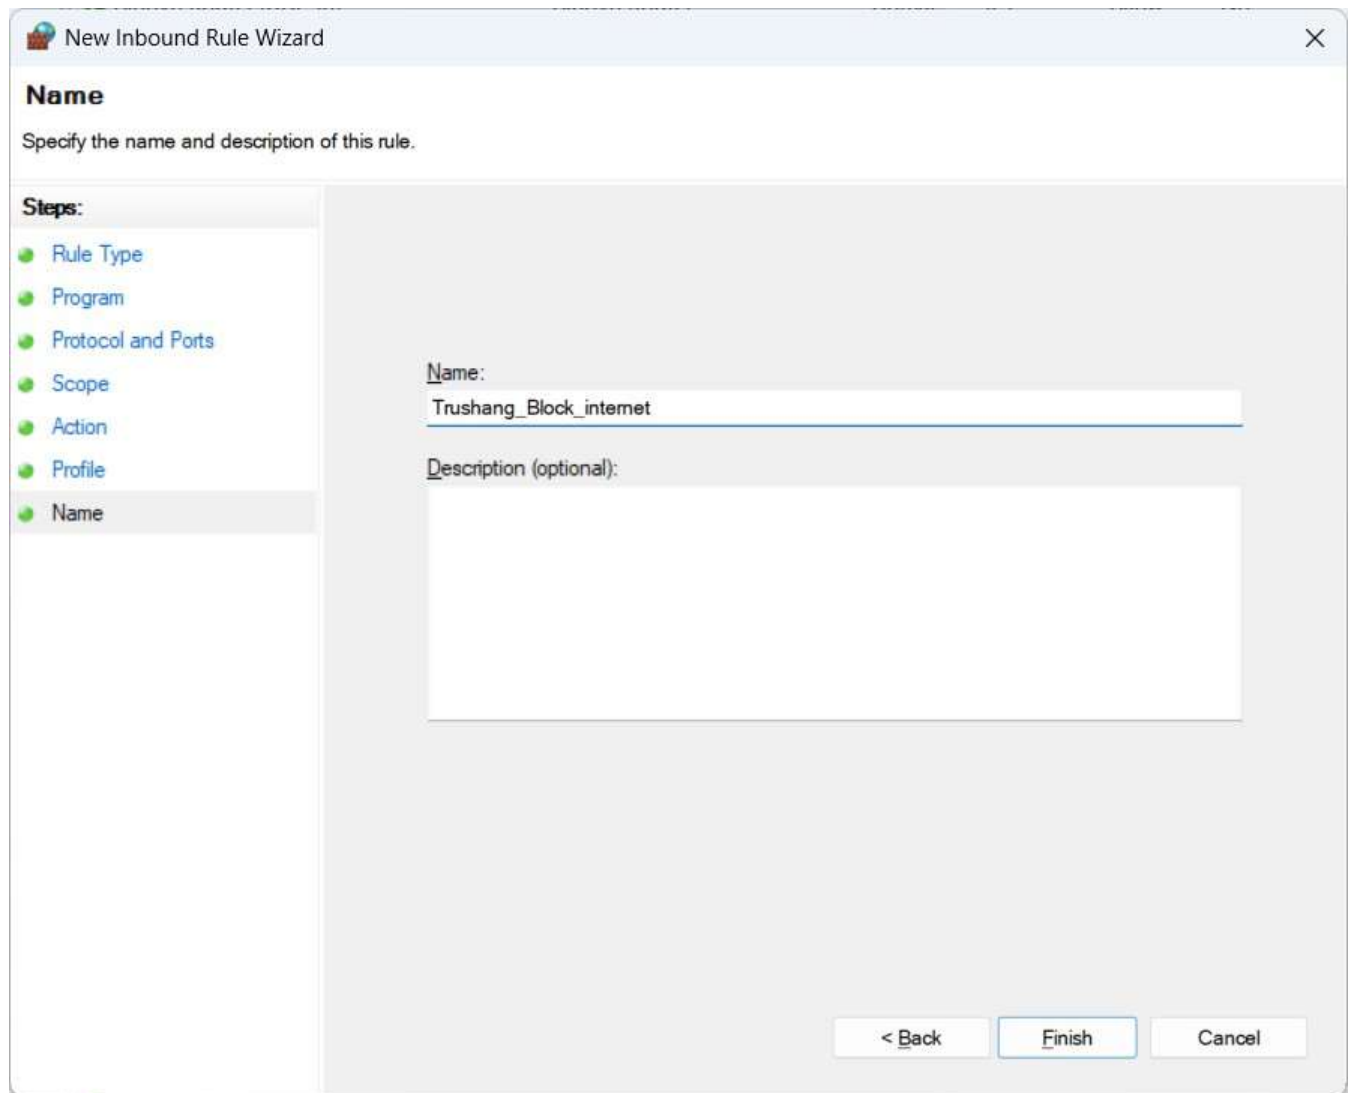 New Inbound Rule Wizard
Name
Specify the name and description of this rule.
Steps:
Rule Type
Program
Protocol and Ports
Scope
Action
Profile
Name
Name:
Trushang_Block_internet
Description (optional):
< Back
Finish
Cancel